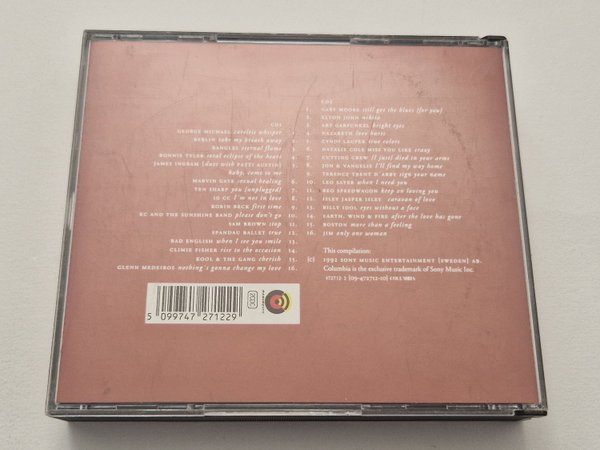 CD1
GEORGE MICHAEL careless whisper 1.
BERLIN take my breath away 2.
BANGLES eternal flame 3.
BONNIE TYLER total eclipse of the heart 4.
JAMES INGRAM [duet with PATTY AUSTIN] 5.
baby, come to me
MARVIN GAYE sexual healing 6.
TEN SHARP you [unplugged] 7.
10 CC I'm not in love 8.
ROBIN BECK first time 9.
KC AND THE SUNSHINE BAND please don't go 10.
SAM BROWN stop 11.
SPANDAU BALLET true 12.
BAD ENGLISH when I see you smile 13.
CLIMIE FISHER rise to the occasion 14.
KOOL & THE GANG cherish 15.
GLENN MEDEIROS nothing's gonna change my love 16.
CD2
1. GARY MOORE still got the blues [for you]
2. ELTON JOHN nikita
3. ART GARFUNKEL bright eyes
4. NAZARETH love hurts
5. CYNDI LAUPER true colors
6. NATALIE COLE MISS YOU LIKE CRAZY
7. CUTTING CREW [I just] died in your arms
8. JON & VANGELIS I'll find my way home
9. TERENCE TRENT D'ARBY sign your name
10. LEO SAYER when I need you
11. REO SPEEDWAGON keep on loving you
12. ISLEY JASPER ISLEY caravan of love
13. BILLY IDOL eyes without a face
14. EARTH, WIND & FIRE after the love has gone
15. BOSTON more than a feeling
16. JIM only one woman
This compilation:
(c) 1992 SONY MUSIC ENTERTAINMENT [SWEDEN] AB.
Columbia is the exclusive trademark of Sony Music Inc.
472712 2 [09-472712-20] COLUMBIA
5 099747 271229